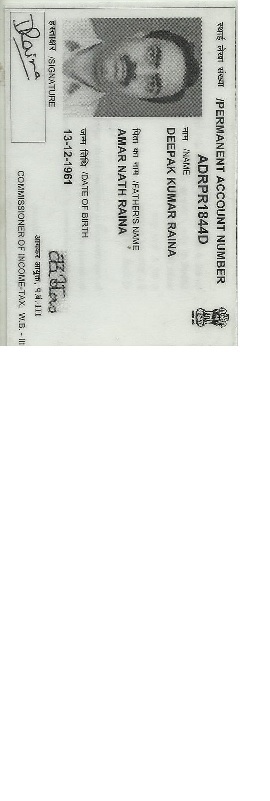 स्थाई लेखा संख्या /PERMANENT ACCOUNT NUMBER
ADRPR1844D
नाम /NAME
DEEPAK KUMAR RAINA
पिता का नाम /FATHER'S NAME
AMAR NATH RAINA
जन्म तिथि /DATE OF BIRTH
13-12-1961
हस्ताक्षर /SIGNATURE
DRaina
आयकर आयुक्त, प.बं. III
COMMISSIONER OF INCOME-TAX, W.B. - III